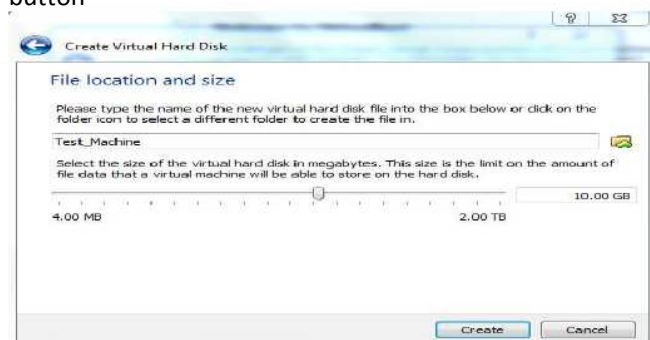 button
Create Virtual Hard Disk
File location and size
Please type the name of the new virtual hard disk file into the box below or click on the
folder icon to select a different folder to create the file in.
Test_Machine
Select the size of the virtual hard disk in megabytes. This size is the limit on the amount of
file data that a virtual machine will be able to store on the hard disk.
10.00 GB
4.00 MB 2.00 TB
Create Cancel